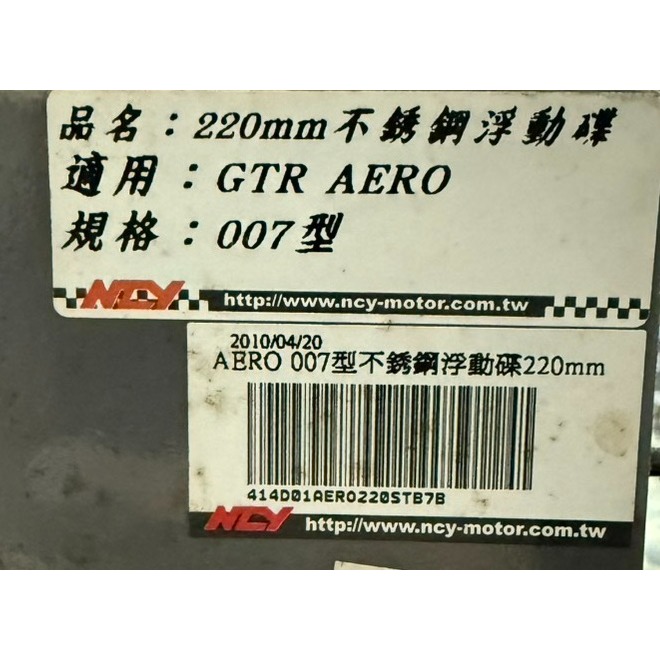 品名：220mm不銹鋼浮動碟
適用：GTR AERO
規格：007型
NCY http://www.ncy-motor.com.tw
2010/04/20
AERO 007型不銹鋼浮動碟220mm
414D01AERO220STB7B
NCY http://www.ncy-motor.com.tw